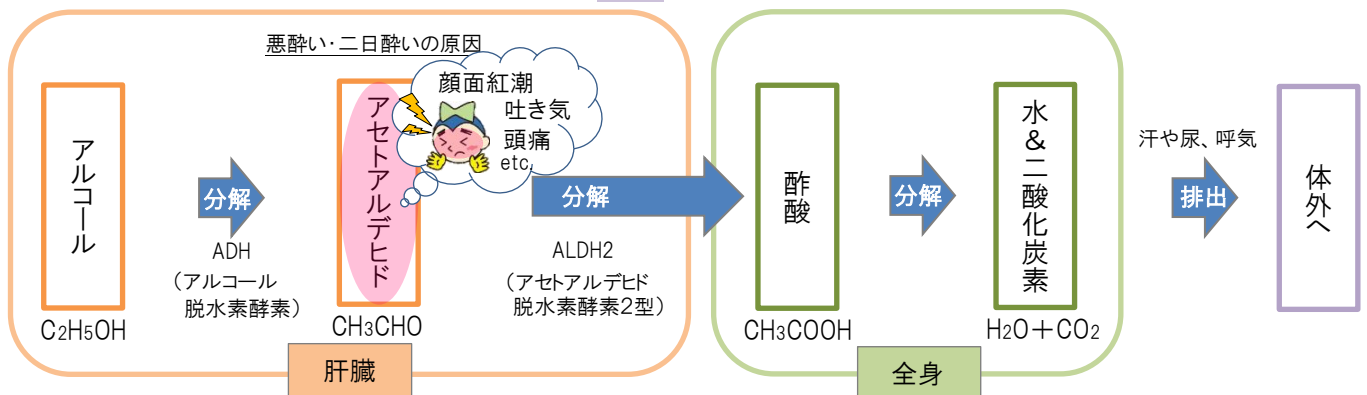 悪酔い・二日酔いの原因
アルコール
C2H5OH
分解
ADH
(アルコール
脱水素酵素)
アセトアルデヒド
CH3CHO
顔面紅潮
吐き気
頭痛
etc
分解
ALDH2
(アセトアルデヒド
脱水素酵素2型)
肝臓
酢酸
CH3COOH
分解
水&二酸化炭素
H2O+CO2
全身
汗や尿、呼気
排出
体外へ